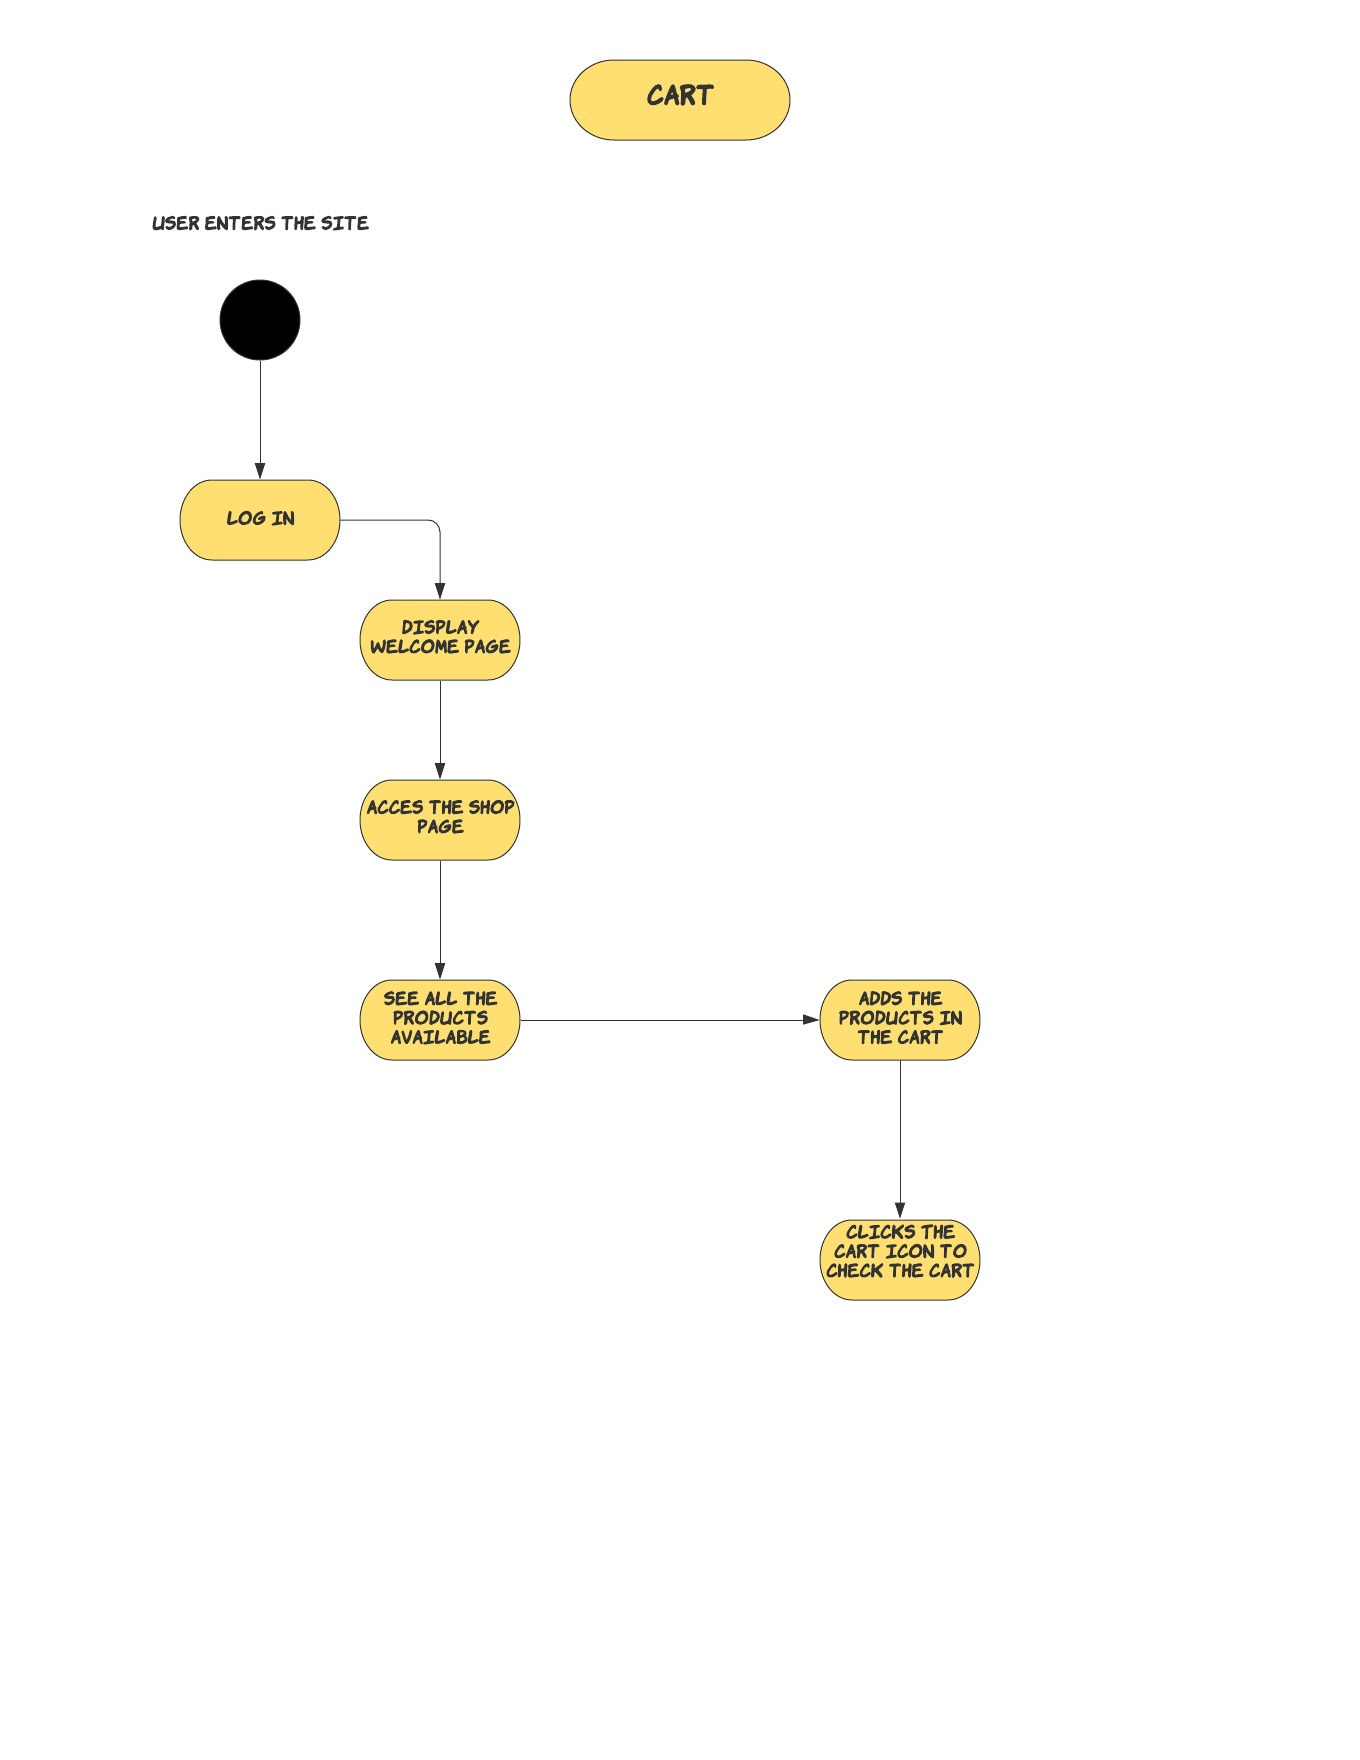 CART
USER ENTERS THE SITE
LOG IN
DISPLAY
WELCOME PAGE
ACCES THE SHOP
PAGE
SEE ALL THE
PRODUCTS
AVAILABLE
ADDS THE
PRODUCTS IN
THE CART
CLICKS THE
CART ICON TO
CHECK THE CART